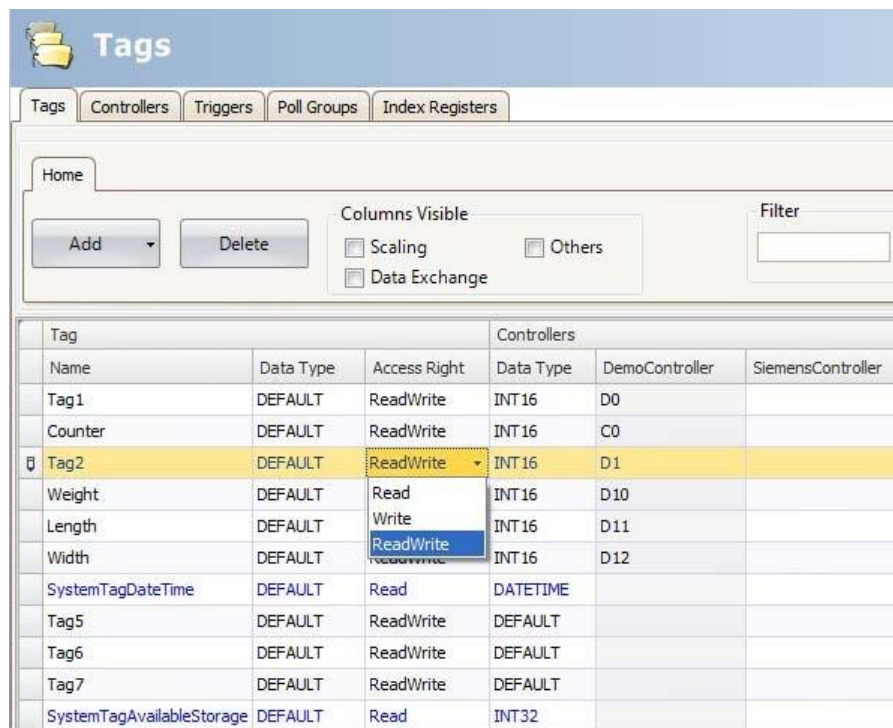 Tags
Tags Controllers Triggers Poll Groups Index Registers
Home
Add Delete
Columns Visible
Scaling Others
Data Exchange
Filter
Tag Controllers
Name Data Type Access Right Data Type DemoController SiemensController
Tag1 DEFAULT ReadWrite INT16 D0
Counter DEFAULT ReadWrite INT16 C0
Tag2 DEFAULT ReadWrite INT16 D1
Weight DEFAULT Read INT16 D10
Length DEFAULT Write INT16 D11
ReadWrite
Width DEFAULT ReadWrite INT16 D12
SystemTagDateTime DEFAULT Read DATETIME
Tag5 DEFAULT ReadWrite DEFAULT
Tag6 DEFAULT ReadWrite DEFAULT
Tag7 DEFAULT ReadWrite DEFAULT
SystemTagAvailableStorage DEFAULT Read INT32